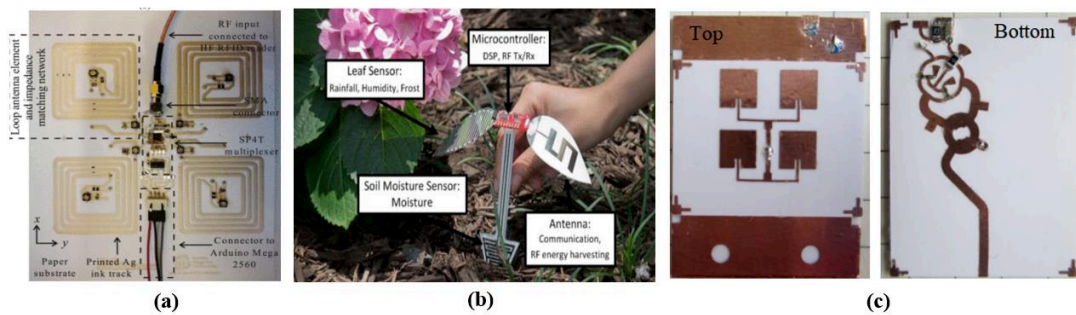 RF input
connected to
HF RFID reader
Loop antenna element
and impedance
matching network
SMA
connector
SP4T
multiplexer
x
y
Paper
substrate
Printed Ag
ink track
Connector to
Arduino Mega
2560
(a)
Microcontroller:
DSP, RF Tx/Rx
Leaf Sensor:
Rainfall, Humidity, Frost
Soil Moisture Sensor:
Moisture
Antenna:
Communication,
RF energy harvesting
(b)
Top
Bottom
(c)